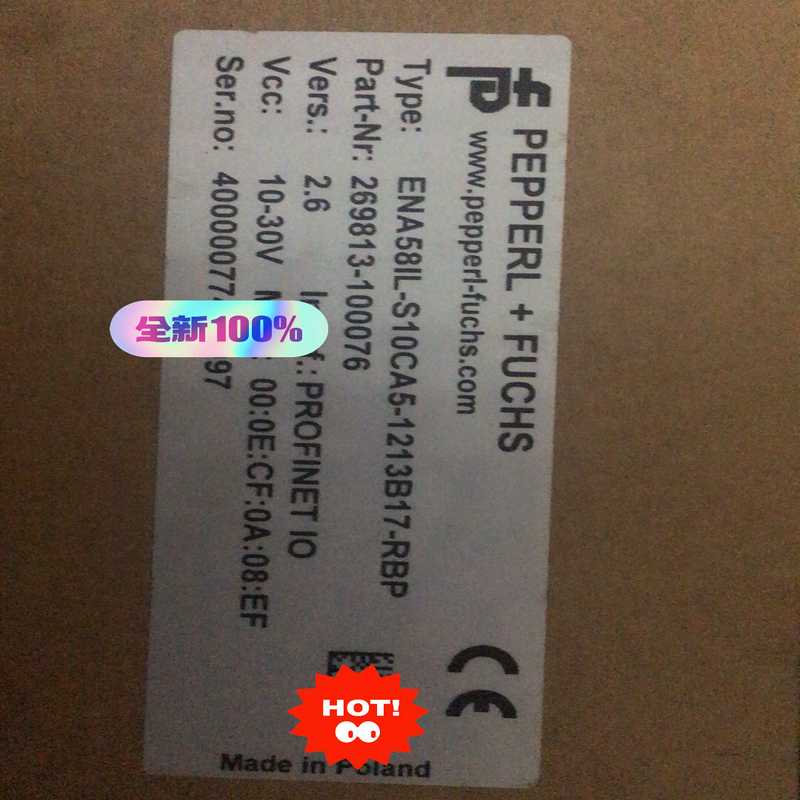 PEPPERL + FUCHS
www.pepperl-fuchs.com
Type: ENA58IL-S10CA5-1213B17-RBP
Part-Nr: 269813-100076
Vers.: 2.6 PROFINET IO
Vcc: 10-30V 00:0E:CF:0A:08:EF
Ser.no:
CE
Made in Poland
全新100%
HOT!